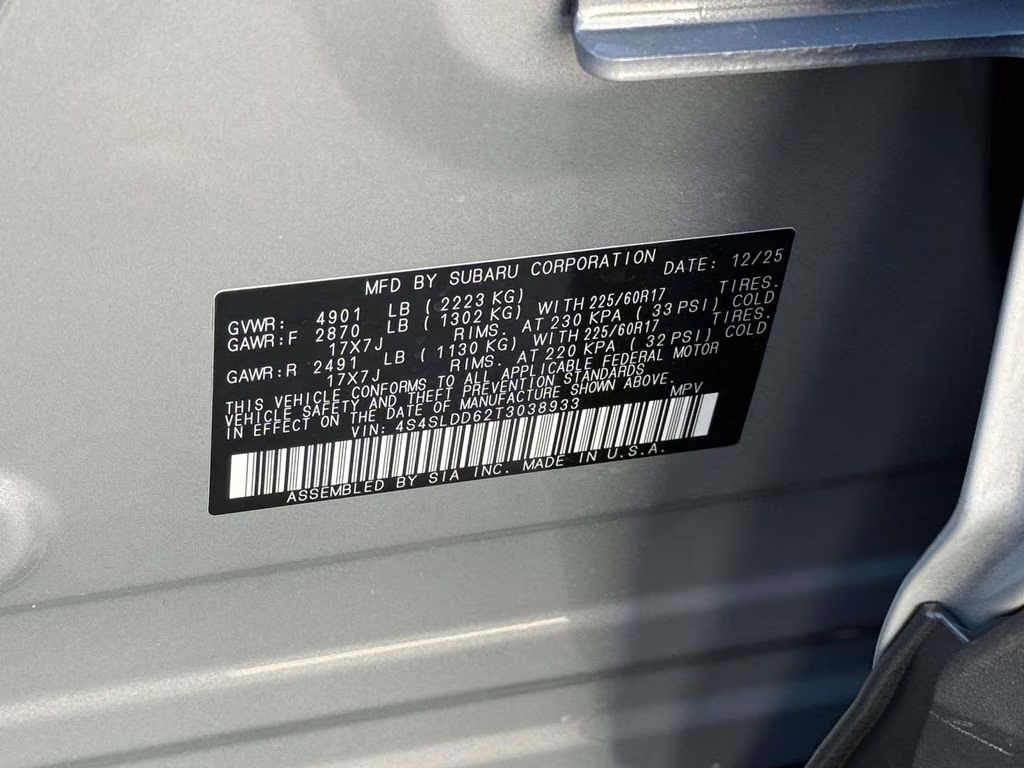 MFD BY SUBARU CORPORATION DATE: 12/25
GVWR: 4901 LB (2223 KG)
GAWR:F 2870 LB (1302 KG) WITH 225/60R17 TIRES.
17X7J RIMS. AT 230 KPA (33 PSI) COLD
GAWR:R 2491 LB (1130 KG) WITH 225/60R17 TIRES.
17X7J RIMS. AT 220 KPA (32 PSI) COLD
THIS VEHICLE CONFORMS TO ALL APPLICABLE FEDERAL MOTOR
VEHICLE SAFETY AND THEFT PREVENTION STANDARDS
IN EFFECT ON THE DATE OF MANUFACTURE SHOWN ABOVE.
VIN: 4S4SLDD62T3038933 MPV
ASSEMBLED BY SIA INC. MADE IN U.S.A.